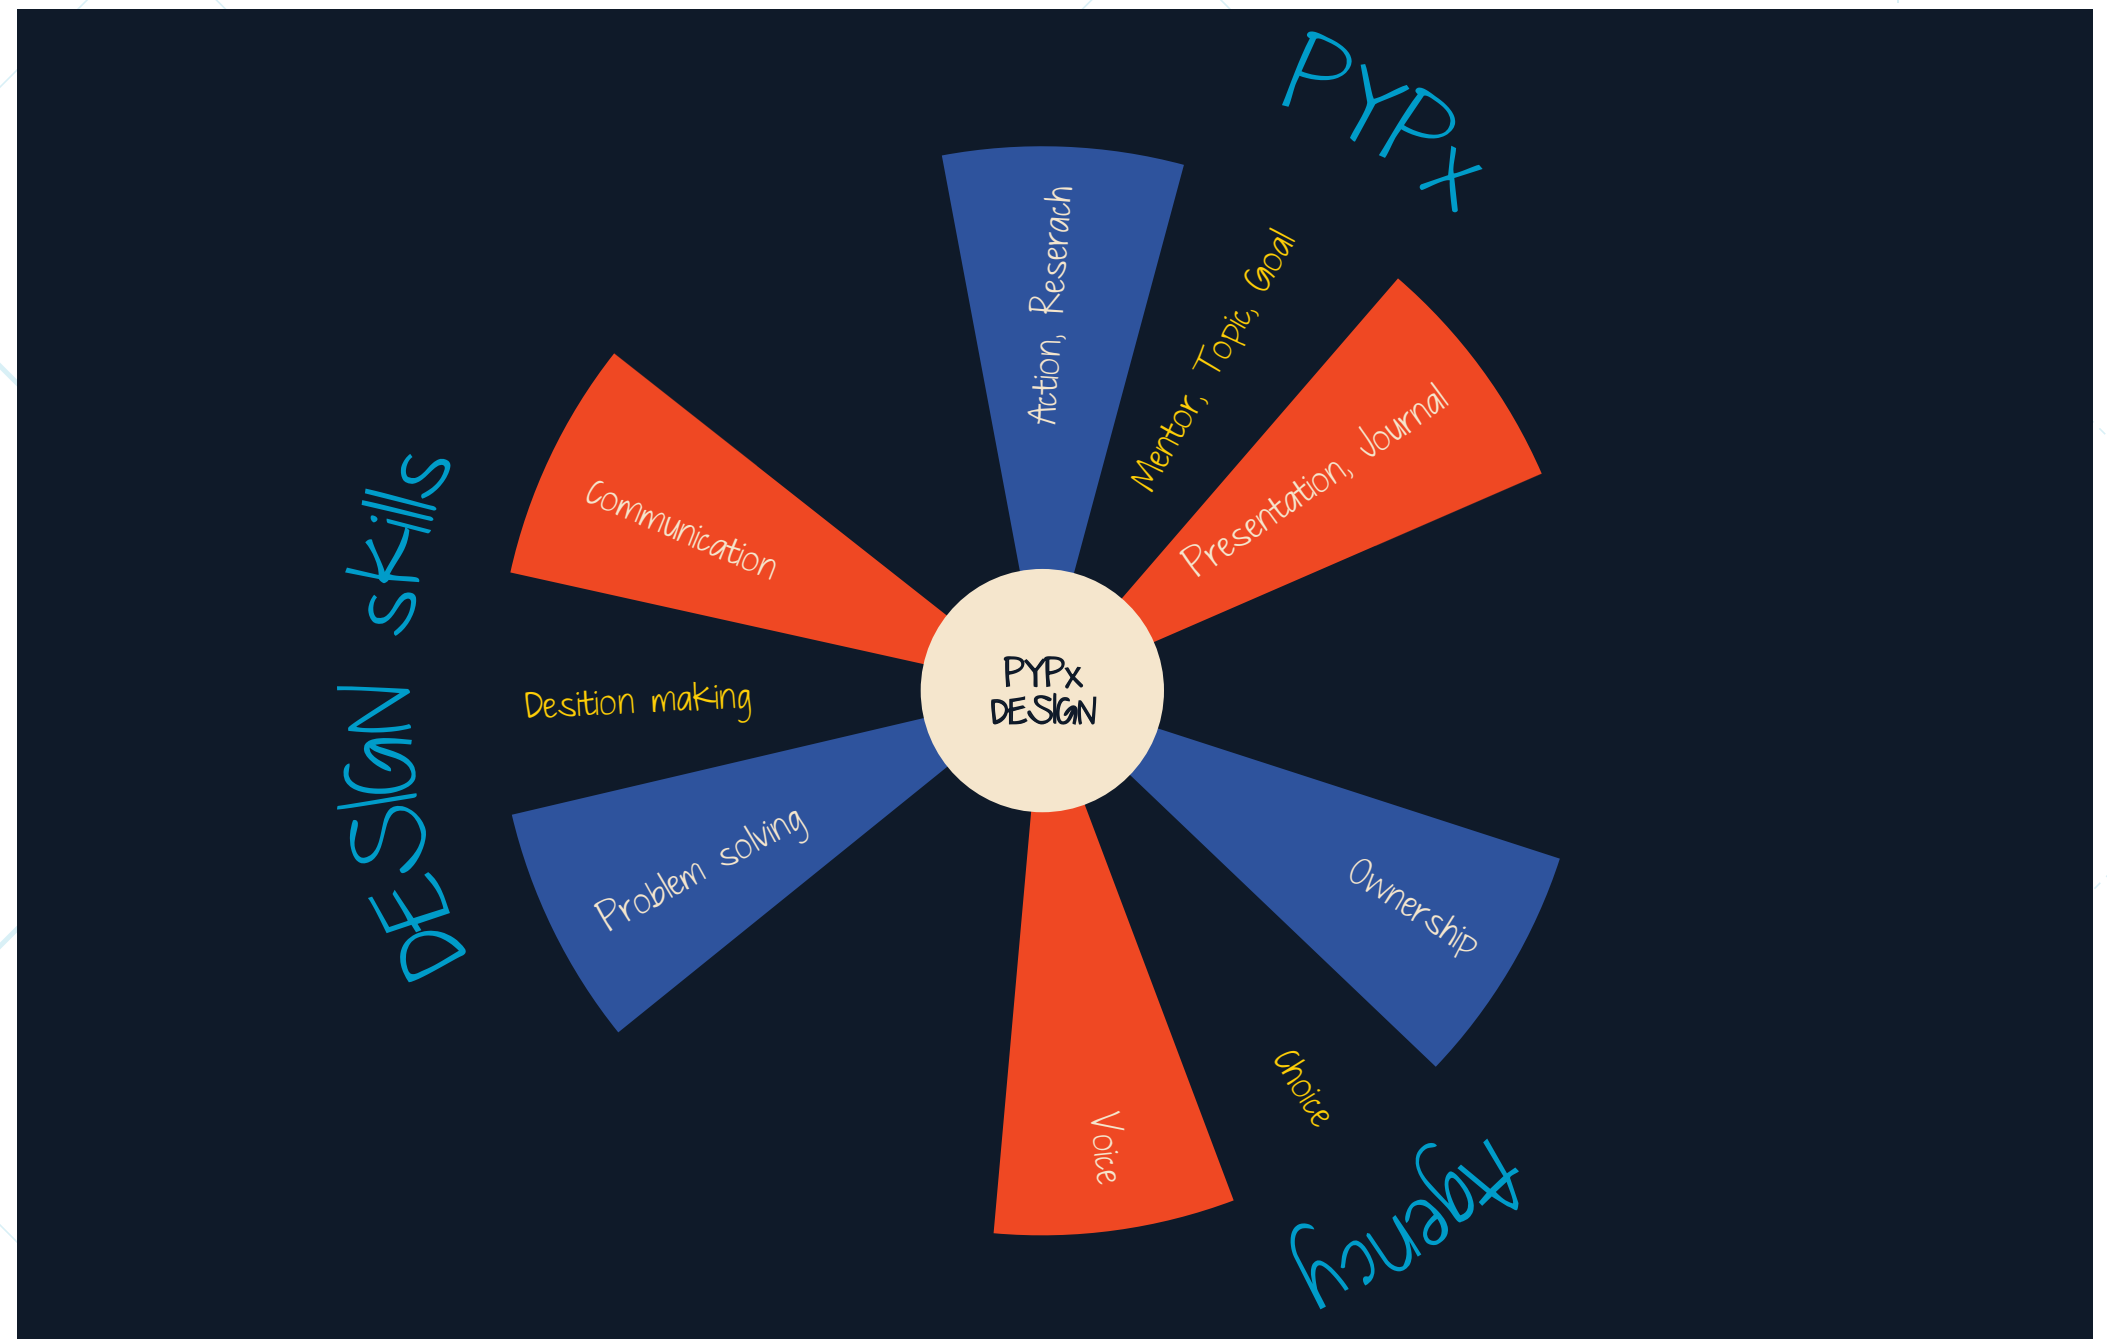 PYPx
Action, Reserach
Mentor, Topic, Goal
Presentation, Journal
Communication
DESIGN skills
Desition making
Problem solving
PYPx
DESIGN
Ownership
Choice
Voice
Agency